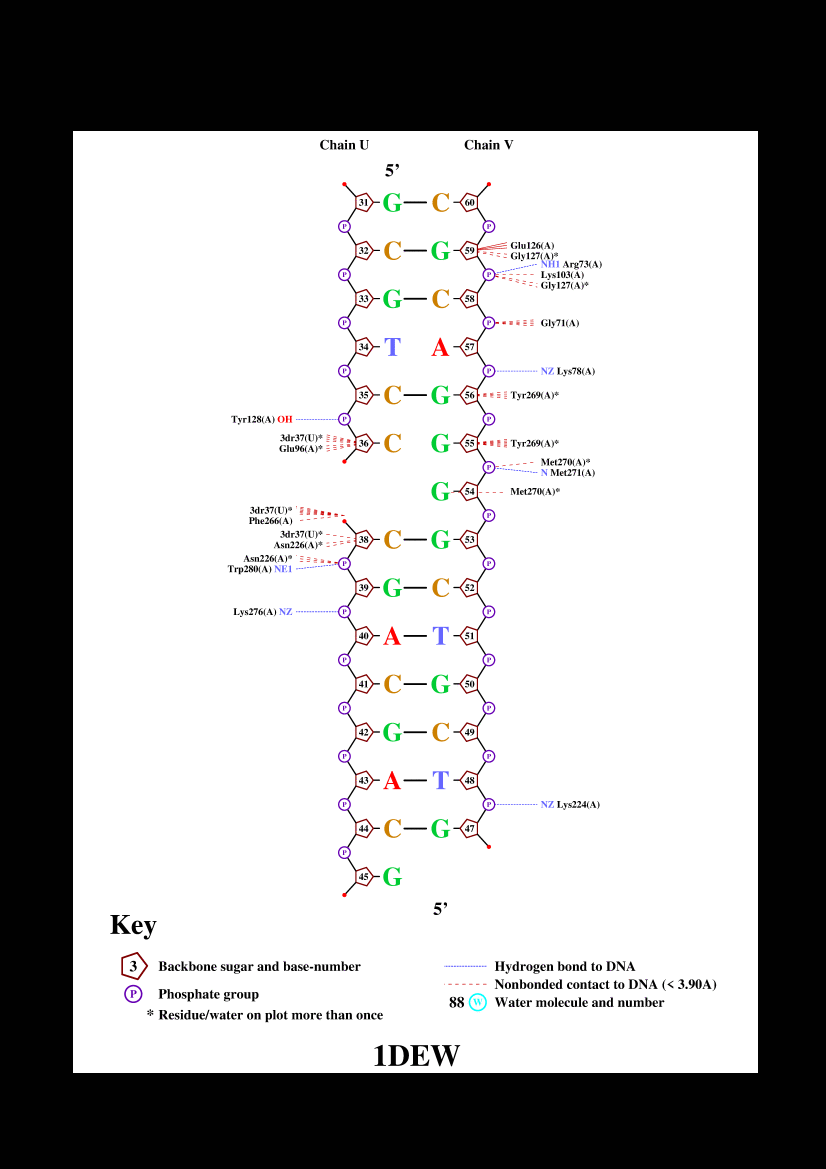 Chain U Chain V
5'
31 G C 60
P P
32 C G 59 Glu126(A)
Gly127(A)*
NH1 Arg73(A)
P P Lys103(A)
Gly127(A)*
33 G C 58
P P Gly71(A)
34 T A 57
P P NZ Lys78(A)
35 C G 56 Tyr269(A)*
Tyr128(A) OH P P
3dr37(U)*
36 C G 55 Tyr269(A)*
Glu96(A)*
Met270(A)*
P N Met271(A)
G 54 Met270(A)*
3dr37(U)*
P
Phe266(A)
3dr37(U)*
38 C G 53
Asn226(A)*
Asn226(A)*
P P
Trp280(A) NE1
39 G C 52
Lys276(A) NZ P P
40 A T 51
P P
41 C G 50
P P
42 G C 49
P P
43 A T 48
P P NZ Lys224(A)
44 C G 47
P
45 G
5'
Key
3 Backbone sugar and base-number
P Phosphate group
* Residue/water on plot more than once
Hydrogen bond to DNA
Nonbonded contact to DNA (< 3.90A)
88 W Water molecule and number
1DEW